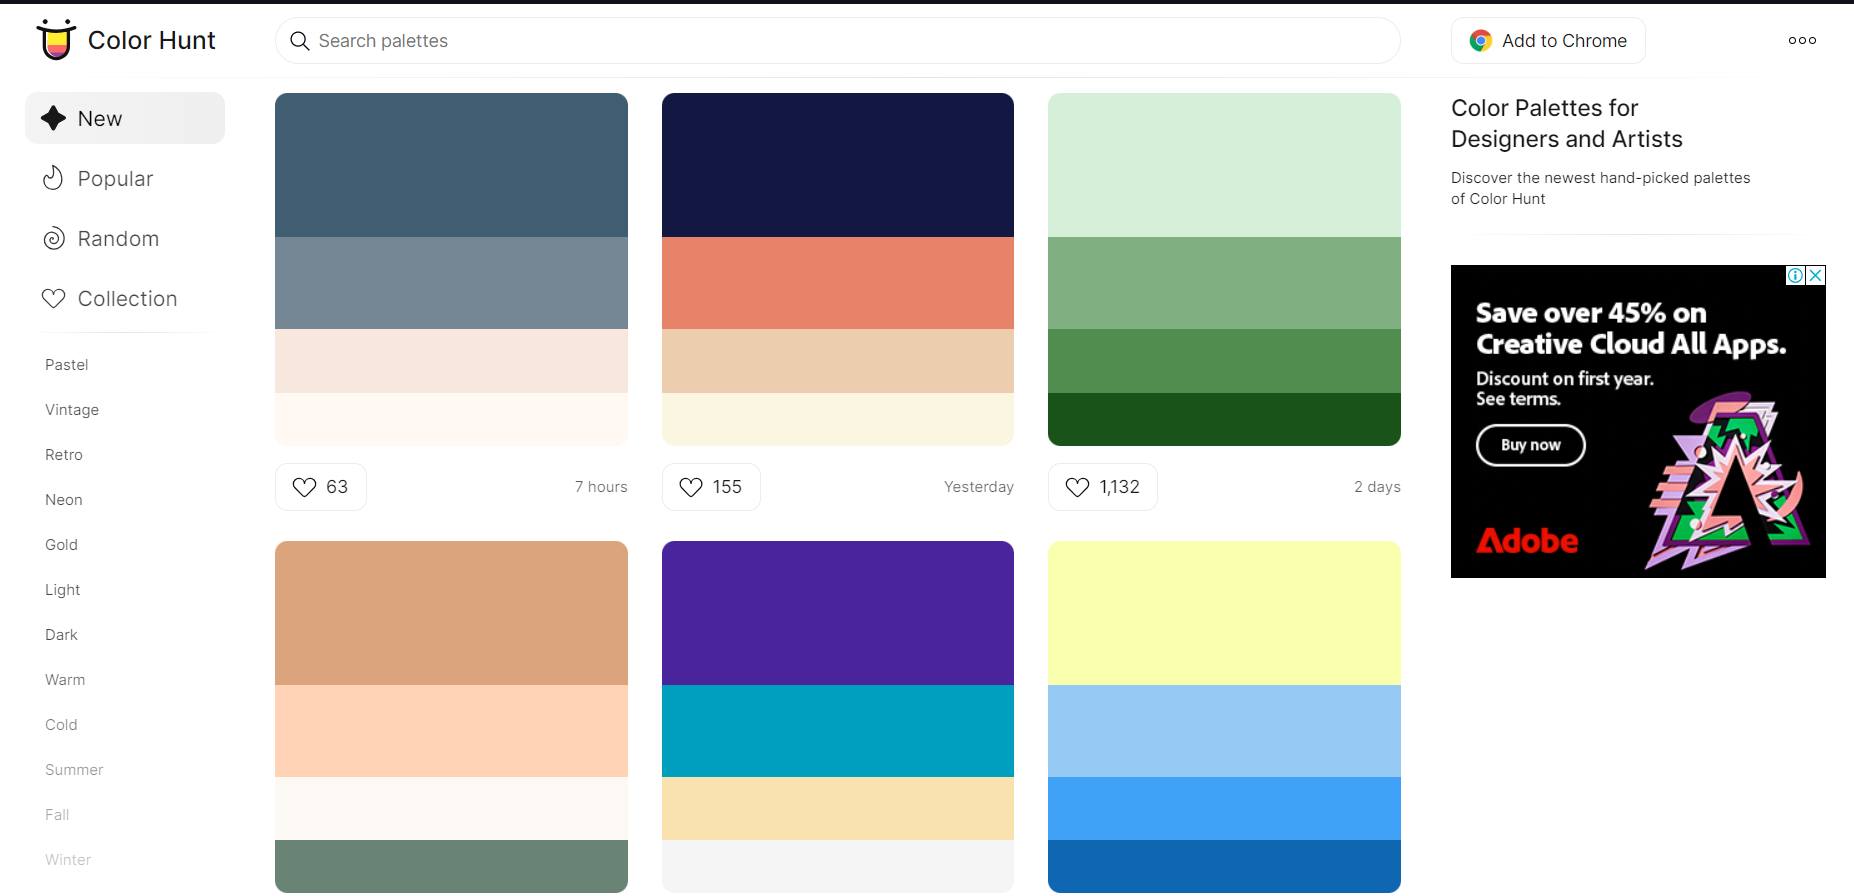 Color Hunt
Search palettes
Add to Chrome
New
Popular
Random
Collection
Pastel
Vintage
Retro
Neon
Gold
Light
Dark
Warm
Cold
Summer
Fall
Winter
63
7 hours
155
Yesterday
1,132
2 days
Color Palettes for
Designers and Artists
Discover the newest hand-picked palettes
of Color Hunt
Save over 45% on
Creative Cloud All Apps.
Discount on first year.
See terms.
Buy now
Adobe